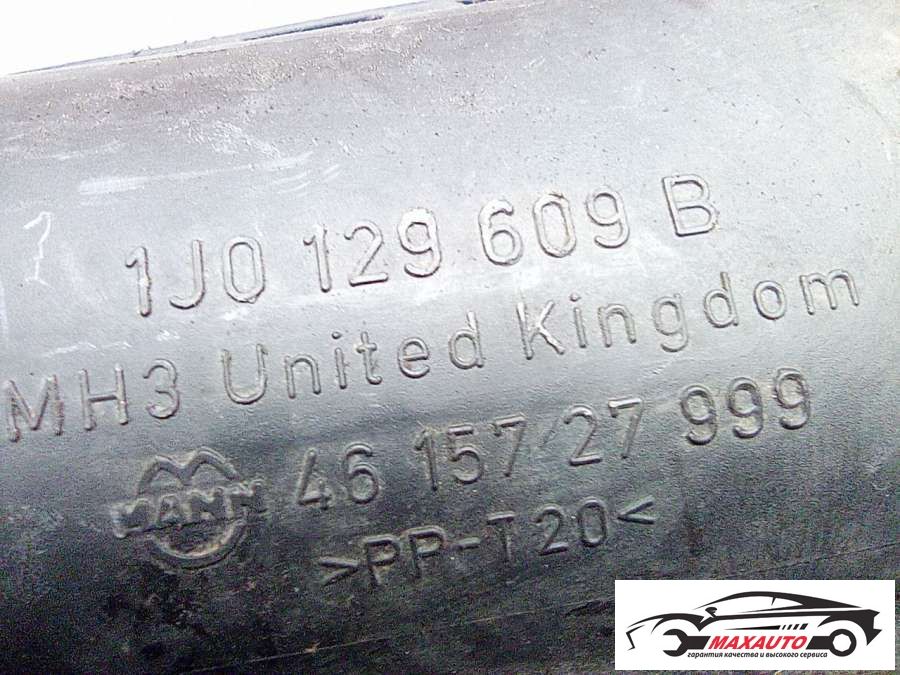 1J0 129 609 B
MH3 United Kingdom
MANN 46 157 27 999
>PP-T20<
MAXAUTO
гарантия качества и высокого сервиса